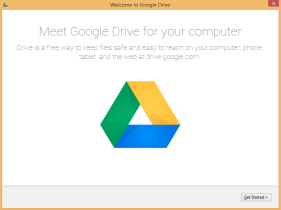 Welcome to Google Drive
Meet Google Drive for your computer
Drive is a free way to keep files safe and easy to reach on your computer, phone,
tablet, and the web at drive.google.com.
Get Started >